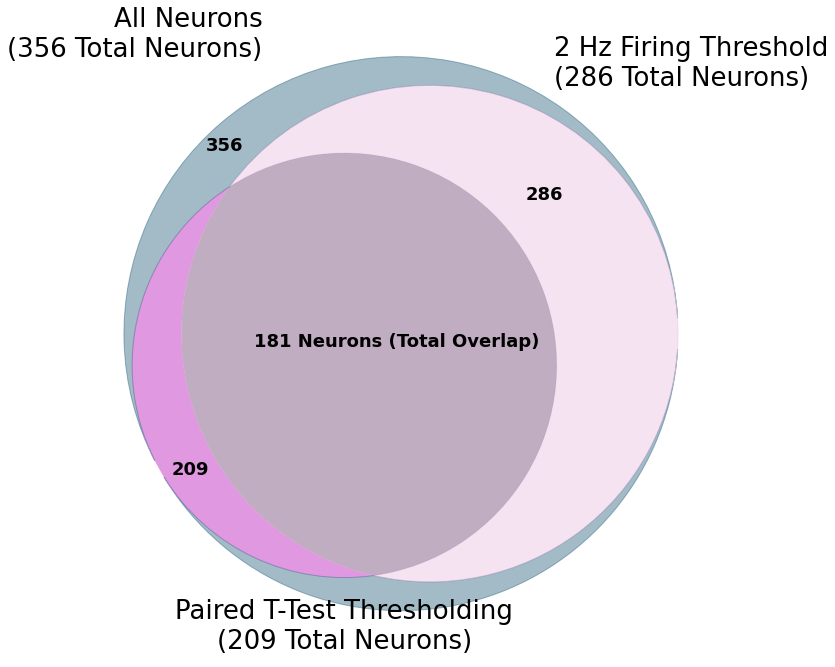 All Neurons
(356 Total Neurons)
2 Hz Firing Threshold
(286 Total Neurons)
356
286
181 Neurons (Total Overlap)
209
Paired T-Test Thresholding
(209 Total Neurons)